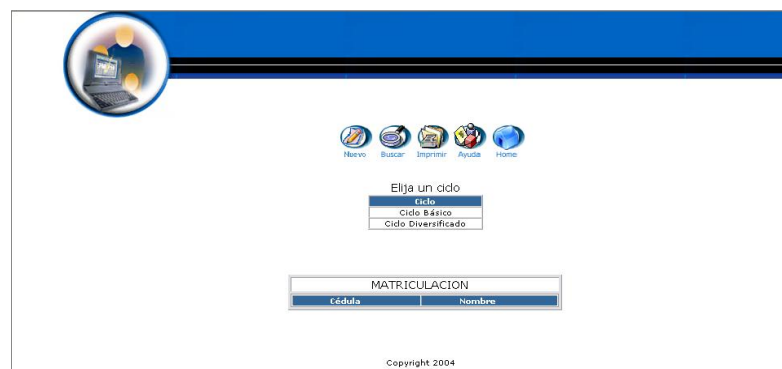 Nuevo Buscar Imprimir Ayuda Home
Elija un ciclo
Ciclo
Ciclo Básico
Ciclo Diversificado
MATRICULACION
Cédula Nombre
Copyright 2004